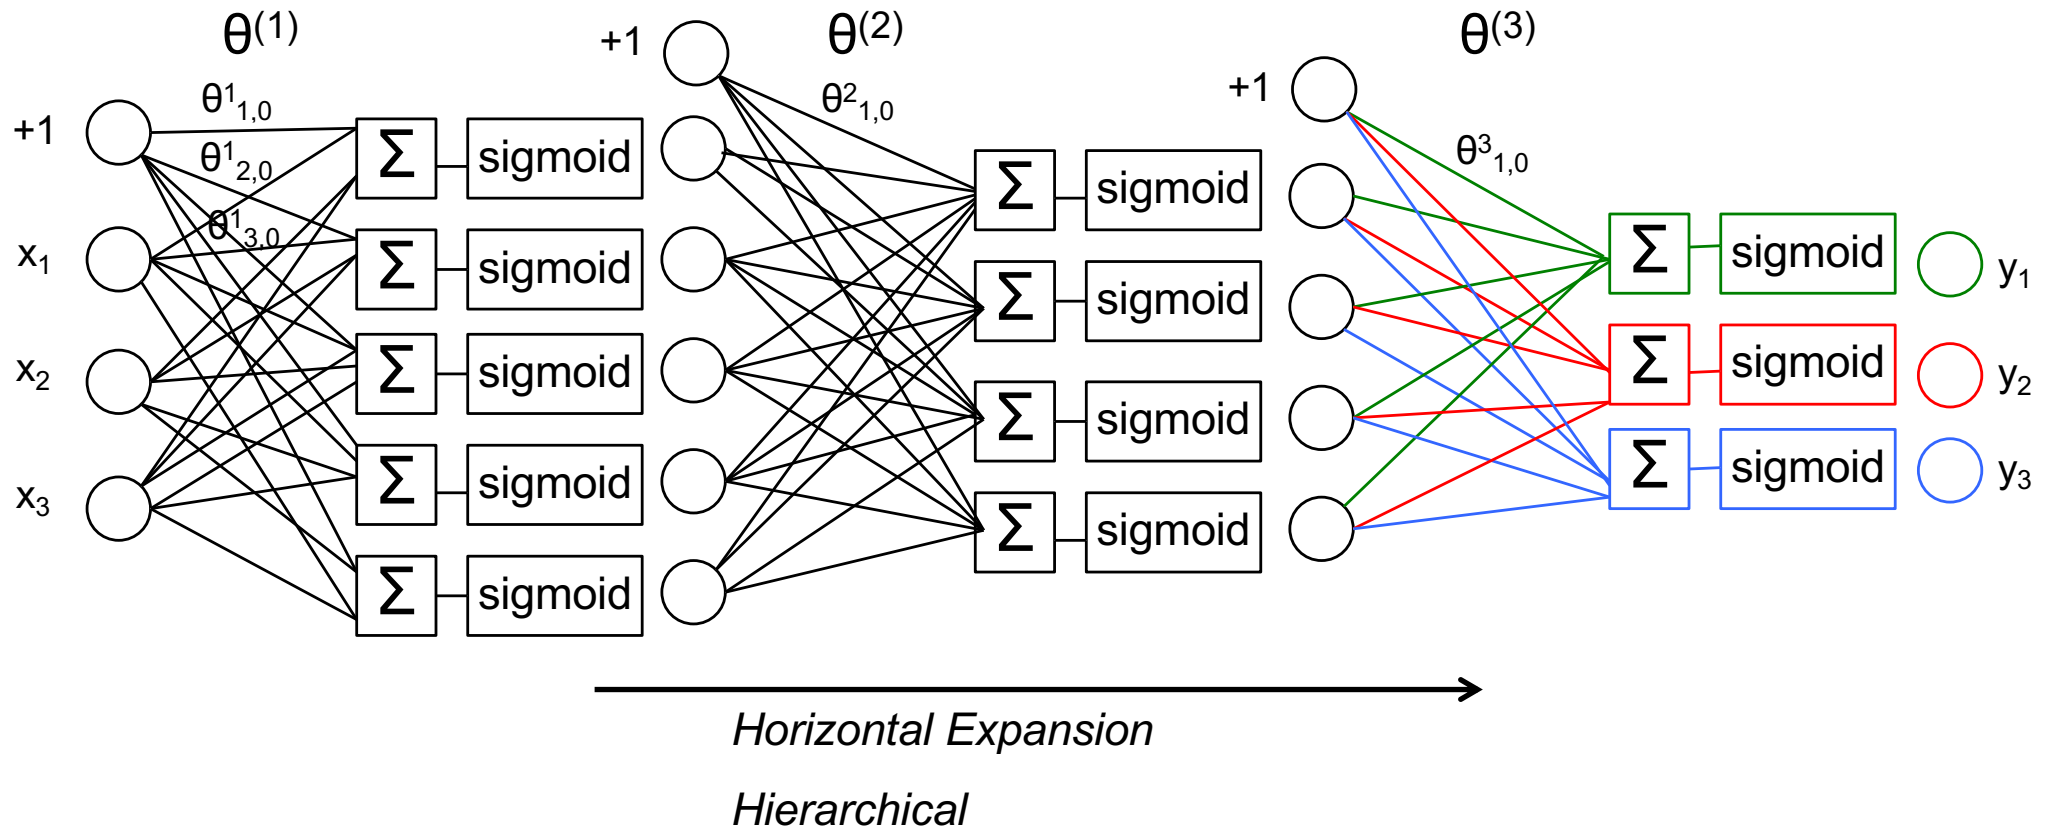 θ(1)
+1
θ(2)
θ(3)
θ¹1,0
θ²1,0
+1
+1
θ¹2,0
θ³1,0
θ¹3,0
Σ
sigmoid
Σ
sigmoid
Σ
sigmoid
x1
Σ
sigmoid
y1
Σ
sigmoid
Σ
sigmoid
x2
Σ
sigmoid
y2
Σ
sigmoid
Σ
sigmoid
x3
Σ
sigmoid
y3
Σ
sigmoid
Σ
sigmoid
Horizontal Expansion
Hierarchical